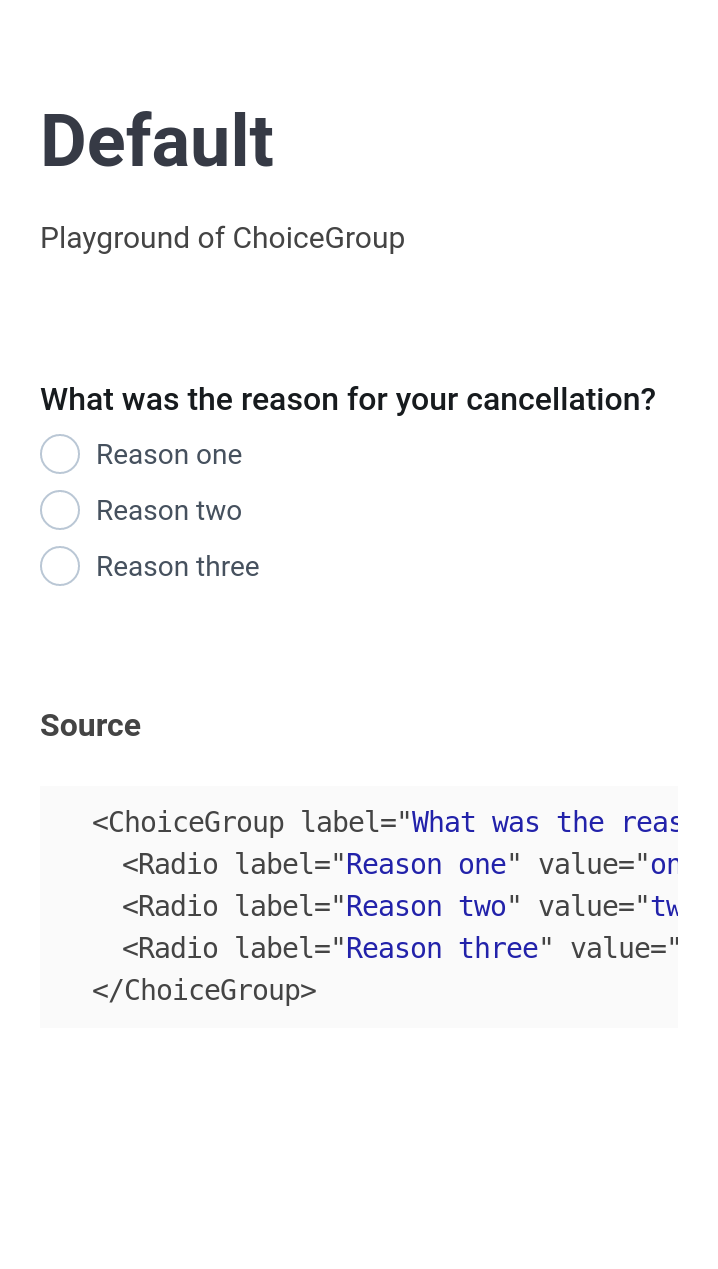 Default
Playground of ChoiceGroup
What was the reason for your cancellation?
Reason one
Reason two
Reason three
Source
<ChoiceGroup label="What was the reas
<Radio label="Reason one" value="on
<Radio label="Reason two" value="tw
<Radio label="Reason three" value="
</ChoiceGroup>